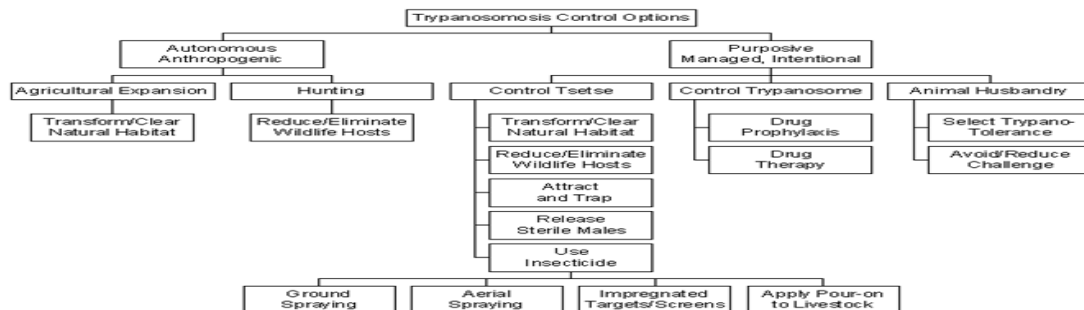 Trypanosomosis Control Options
Autonomous
Anthropogenic
Purposive
Managed, Intentional
Agricultural Expansion
Hunting
Control Tsetse
Control Trypanosome
Animal Husbandry
Transform/Clear
Natural Habitat
Reduce/Eliminate
Wildlife Hosts
Transform/Clear
Natural Habitat
Drug
Prophylaxis
Select Trypano-
Tolerance
Reduce/Eliminate
Wildlife Hosts
Drug
Therapy
Avoid/Reduce
Challenge
Attract
and Trap
Release
Sterile Males
Use
Insecticide
Ground
Spraying
Aerial
Spraying
Impregnated
Targets/Screens
Apply Pour-on
to Livestock